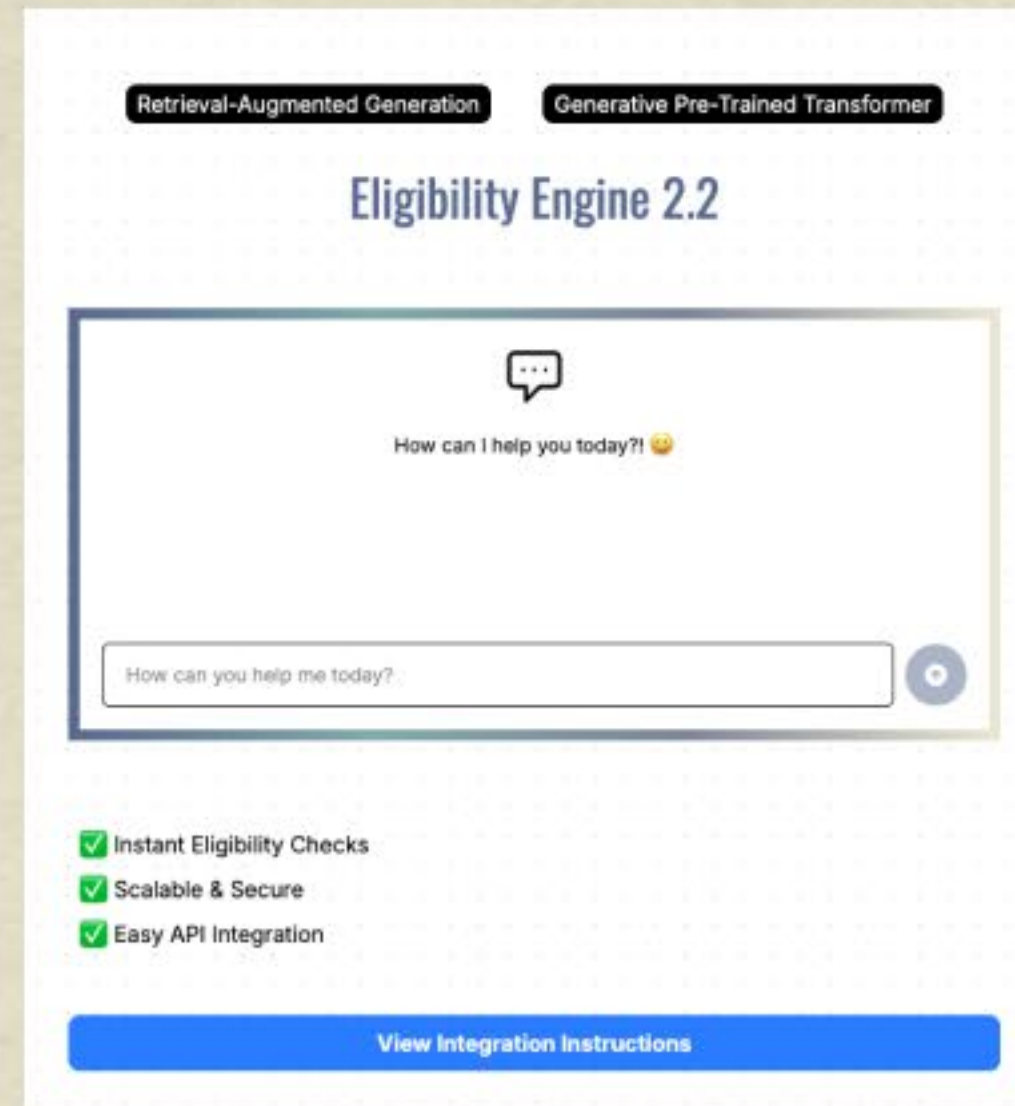 Retrieval-Augmented Generation
Generative Pre-Trained Transformer
Eligibility Engine 2.2
How can I help you today?! 😀
How can you help me today?
✅ Instant Eligibility Checks
✅ Scalable & Secure
✅ Easy API Integration
View Integration Instructions